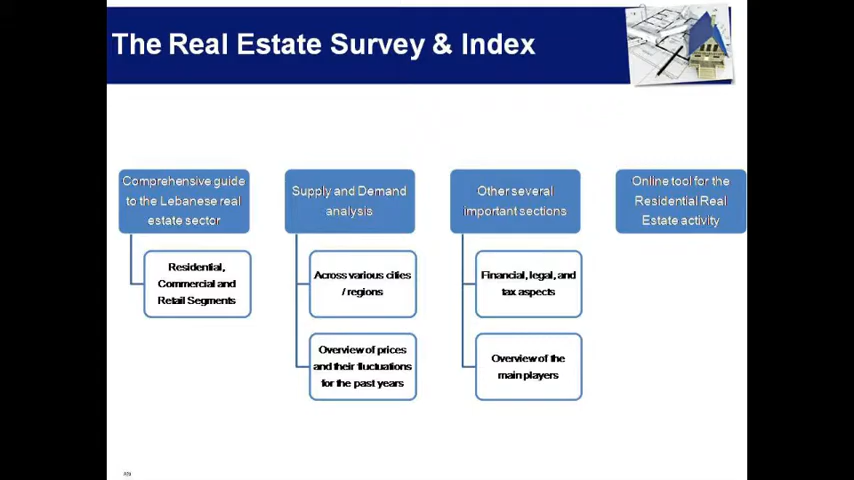 The Real Estate Survey & Index
Comprehensive guide
to the Lebanese real
estate sector
Residential,
Commercial and
Retail Segments
Supply and Demand
analysis
Across various cities
/ regions
Overview of prices
and their fluctuations
for the past years
Other several
important sections
Financial, legal, and
tax aspects
Overview of the
main players
Online tool for the
Residential Real
Estate activity